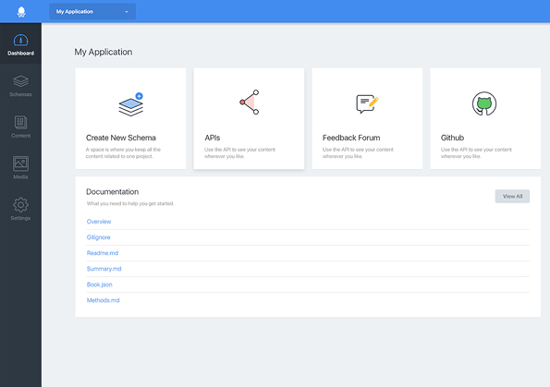 My Application
Dashboard
Schemas
Content
Media
Settings
My Application
Create New Schema
A space is where you keep all the
content related to one project.
APIs
Use the API to see your content
wherever you like.
Feedback Forum
Use the API to see your content
wherever you like.
Github
Use the API to see your content
wherever you like.
Documentation
What you need to help you get started.
View All
Overview
Gitignore
Readme.md
Summary.md
Book.json
Methods.md